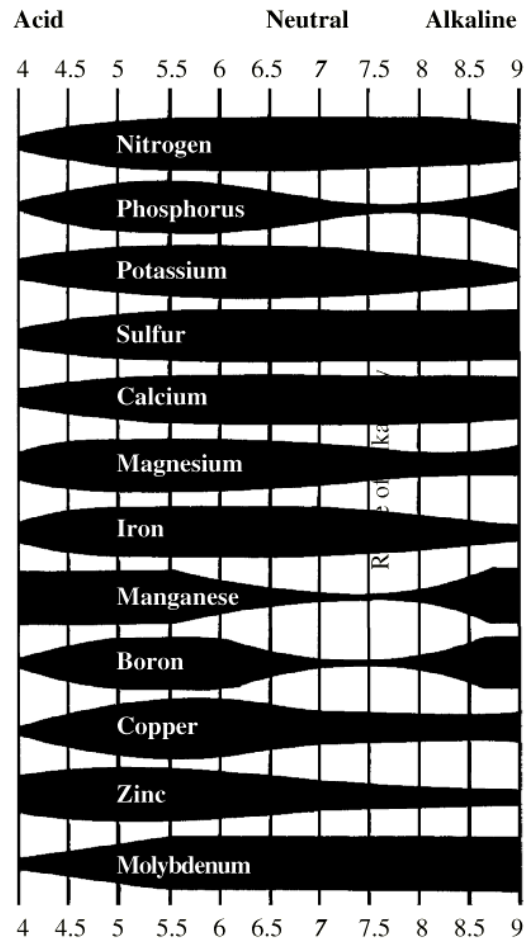 Acid Neutral Alkaline
4 4.5 5 5.5 6 6.5 7 7.5 8 8.5 9
Nitrogen
Phosphorus
Potassium
Sulfur
Calcium
Magnesium
Iron
Manganese
Boron
Copper
Zinc
Molybdenum
4 4.5 5 5.5 6 6.5 7 7.5 8 8.5 9